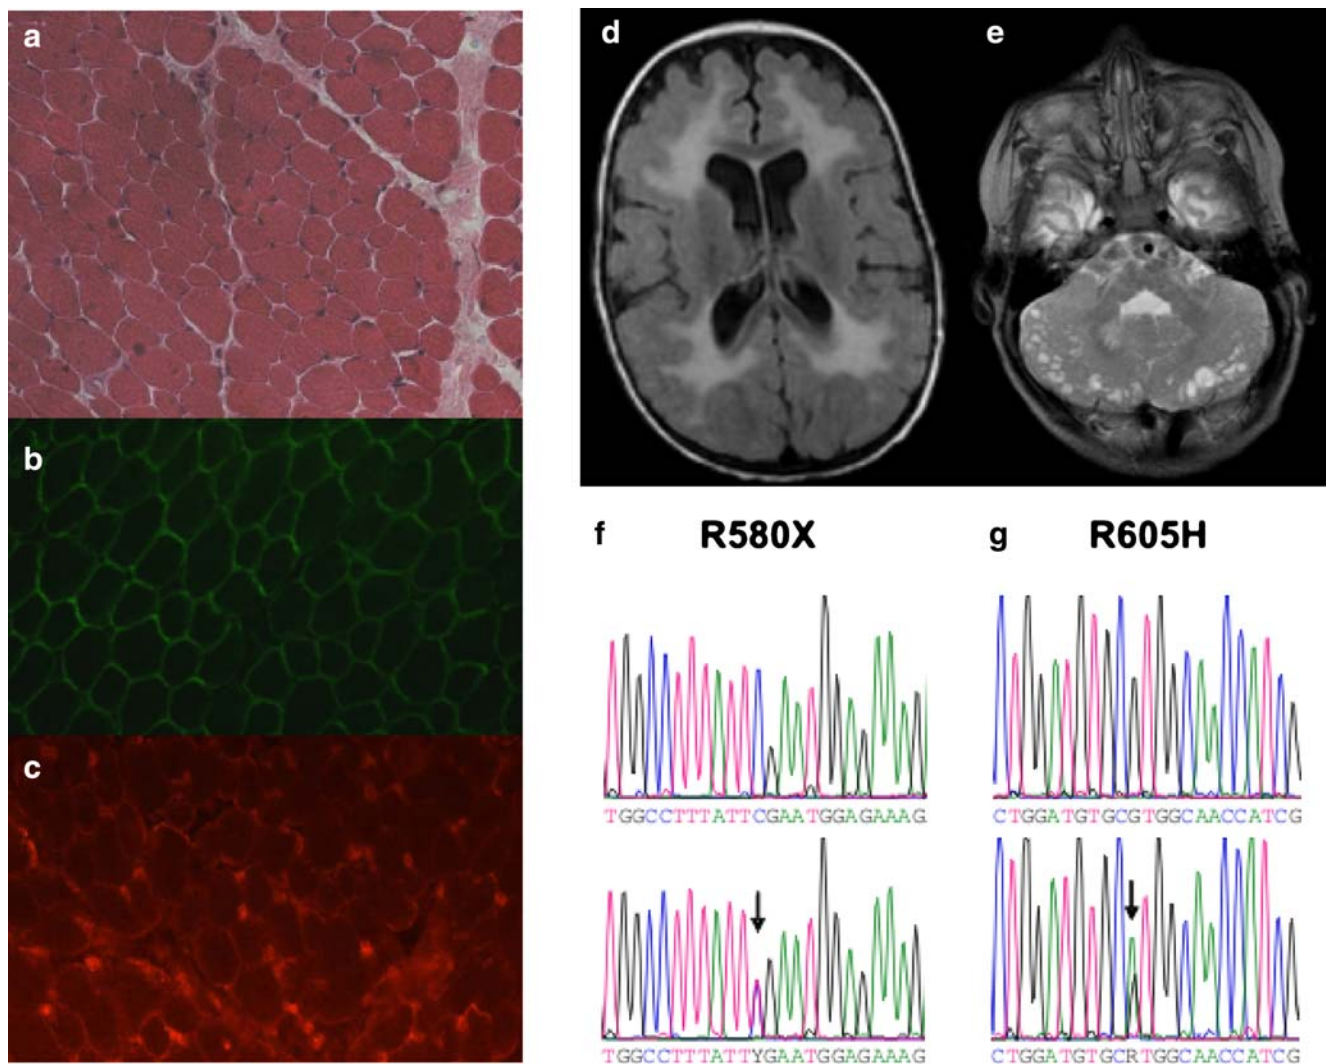 a
b
c
d
e
f R580X
g R605H
TGGCCTTTATTCGAATGGAGAAAG
CTGGATGTGCGTGGCAACCATCG
TGGCCTTTATTYGAATGGAGAAAG
CTGGATGTGCRTGGCAACCATCG